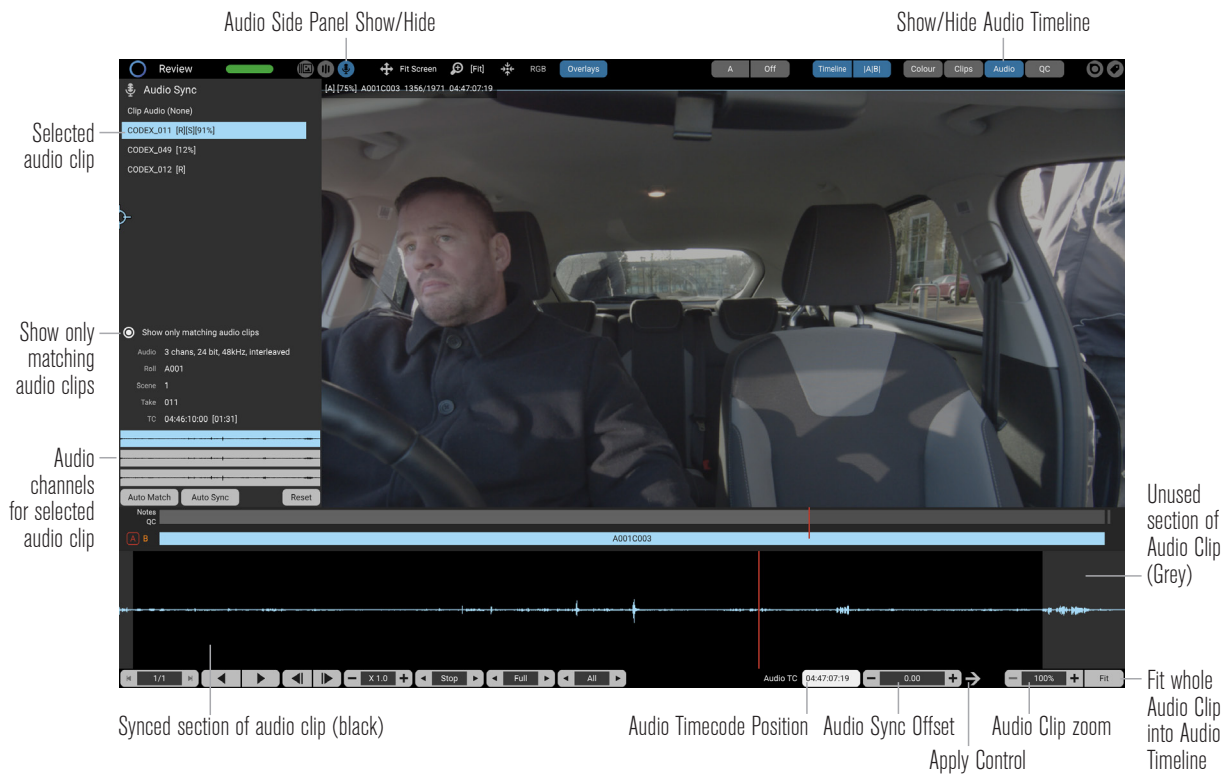 Audio Side Panel Show/Hide
Show/Hide Audio Timeline
Review
Fit Screen
[Fit]
RGB
Overlays
A
Off
Timeline
|A|B|
Colour
Clips
Audio
QC
Audio Sync
[A] [75%] A001C003 1356/1971 04:47:07:19
Clip Audio (None)
Selected
audio clip
CODEX_011 [R][S][91%]
CODEX_049 [12%]
CODEX_012 [R]
Show only
matching
audio clips
Show only matching audio clips
Audio 3 chans, 24 bit, 48kHz, interleaved
Roll A001
Scene 1
Take 011
TC 04:46:10:00 [01:31]
Audio
channels
for selected
audio clip
Auto Match
Auto Sync
Reset
Notes
QC
A B
A001C003
Unused
section of
Audio Clip
(Grey)
1/1
X 1.0
Stop
Full
All
Audio TC 04:47:07:19
0.00
100%
Fit
Synced section of audio clip (black)
Audio Timecode Position
Audio Sync Offset
Apply Control
Audio Clip zoom
Fit whole
Audio Clip
into Audio
Timeline